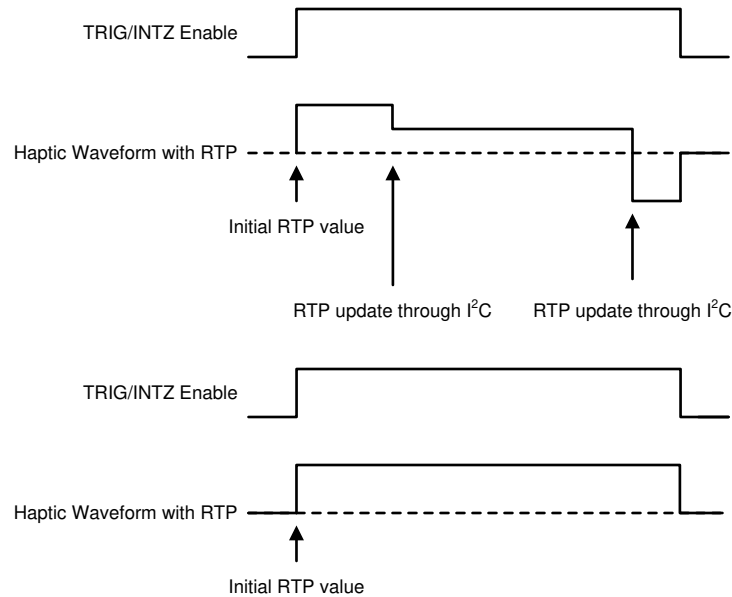 TRIG/INTZ Enable
Haptic Waveform with RTP
Initial RTP value
RTP update through I²C
RTP update through I²C
TRIG/INTZ Enable
Haptic Waveform with RTP
Initial RTP value